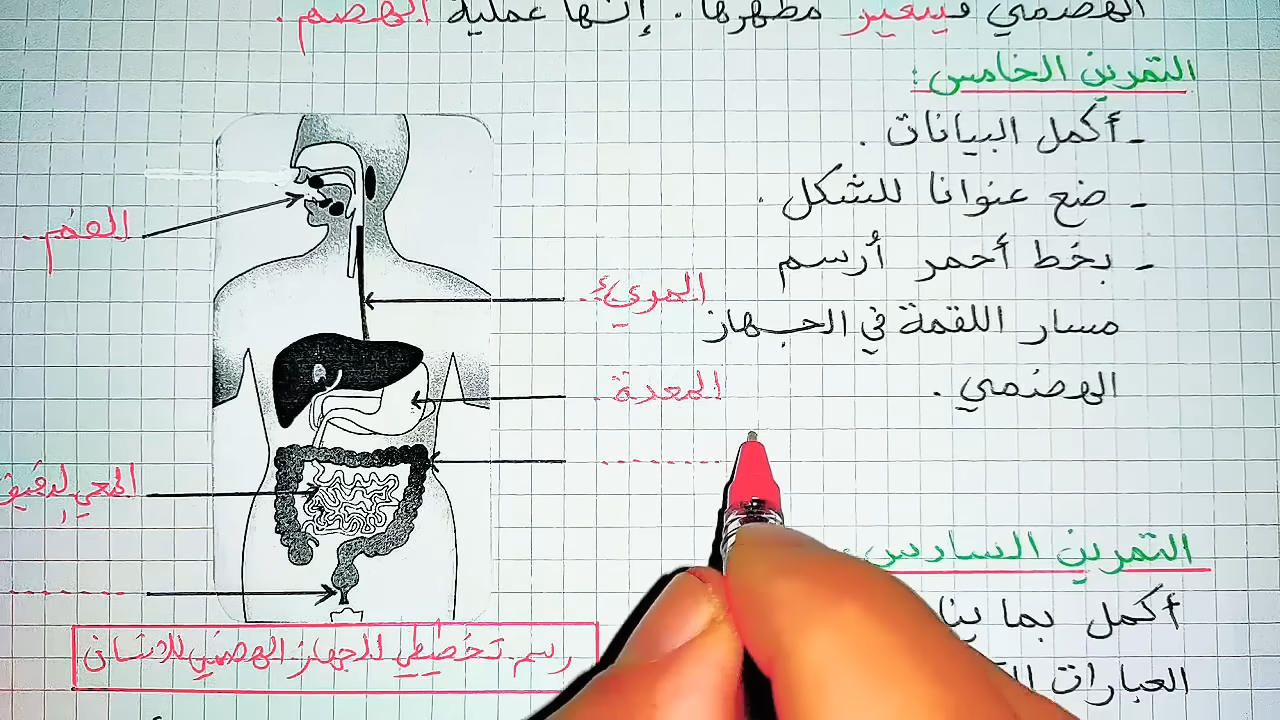 الهضمي فيتغير مظهرها. إنها عملية الهضم.
التمرين الخامس:
- أكمل البيانات.
- ضع عنوانا للشكل.
- بخط أحمر أرسم
مسار اللقمة في الجهاز
الهضمي.
الفم.
المريء.
المعدة.
المعي الدقيق
رسم تخطيطي للجهاز الهضمي للانسان
التمرين السادس
أكمل بما
العبارات